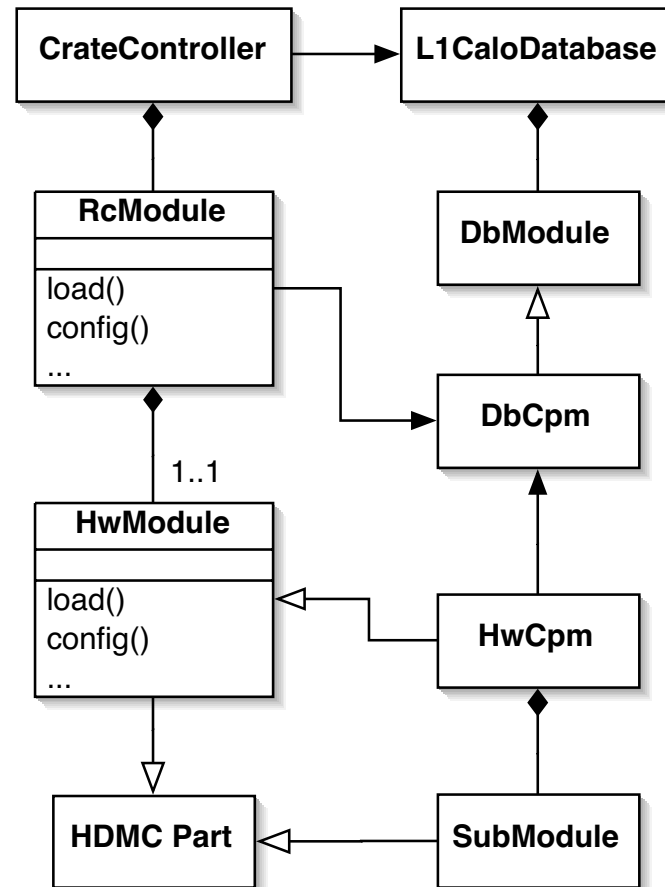 CrateController
L1CaloDatabase
RcModule
load()
config()
...
DbModule
DbCpm
1..1
HwModule
load()
config()
...
HwCpm
HDMC Part
SubModule